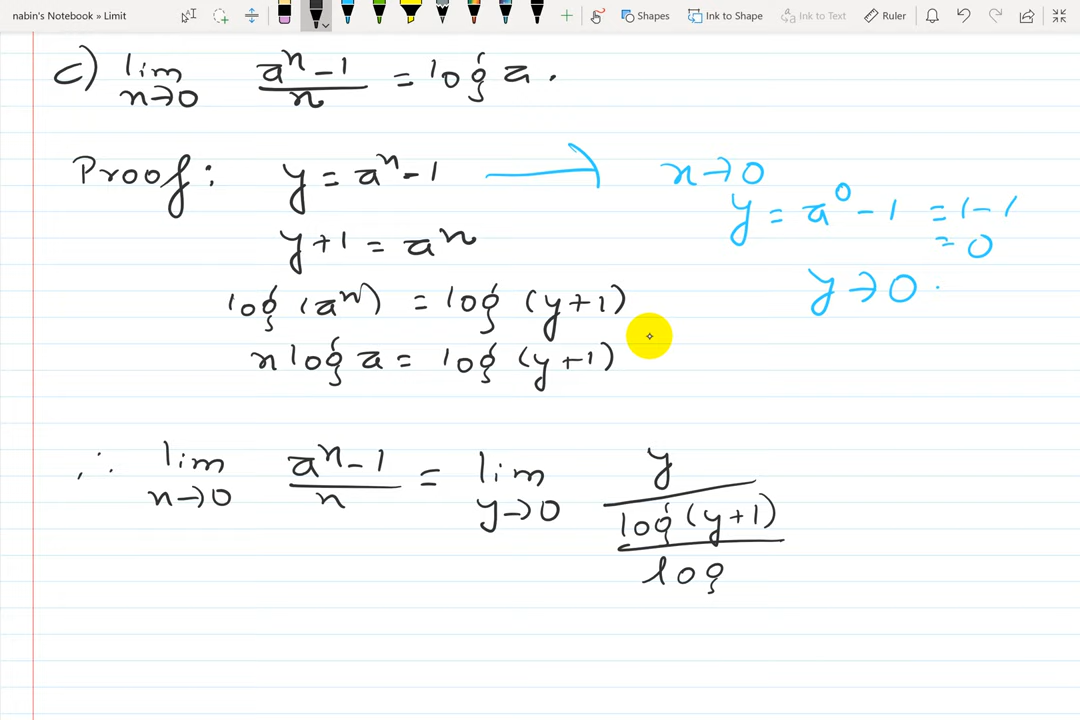 nabin's Notebook » Limit
Shapes Ink to Shape Ink to Text Ruler
c) lim x→0 (a^x - 1)/x = log a.
Proof: y = a^x - 1 → x→0
y = a^0 - 1 = 1 - 1
= 0
y + 1 = a^x
y→0.
log (a^x) = log (y+1)
x log a = log (y+1)
∴ lim x→0 (a^x - 1)/x = lim y→0 y/(log (y+1)/log